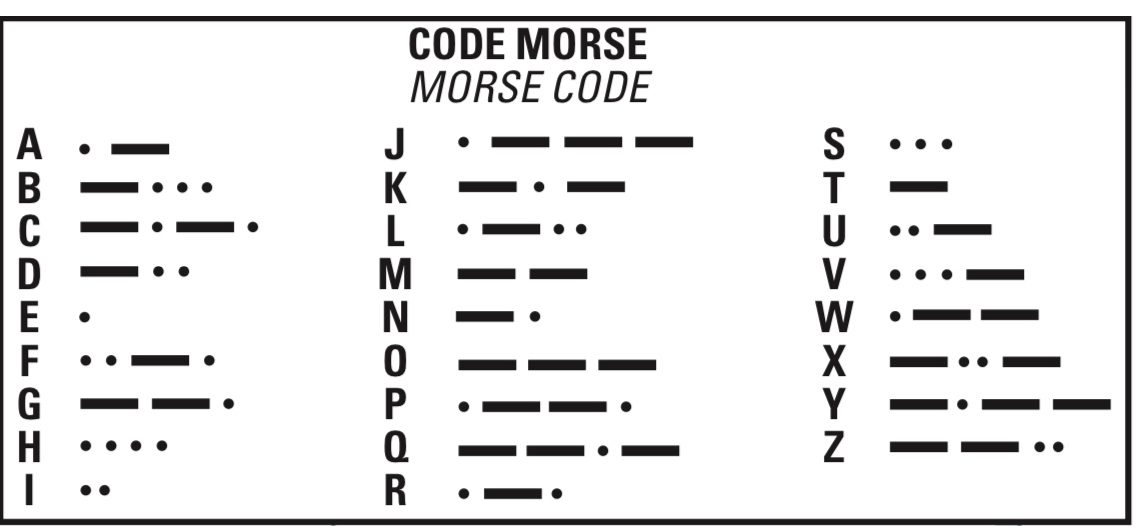 CODE MORSE
MORSE CODE
A • —
B — • • •
C — • — •
D — • •
E •
F • • — •
G — — •
H • • • •
I • •
J • — — —
K — • —
L • — • •
M — —
N — •
O — — —
P • — — •
Q — — • —
R • — •
S • • •
T —
U • • —
V • • • —
W • — —
X — • • —
Y — • — —
Z — — • •